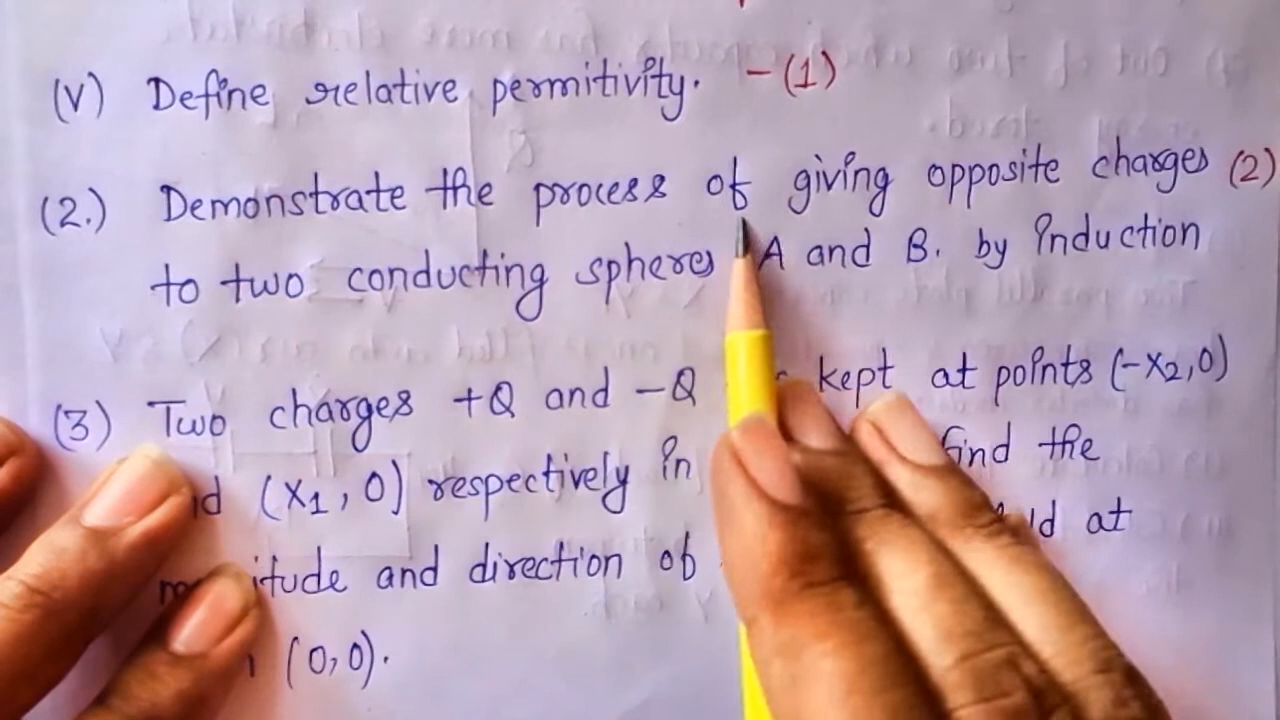 (V) Define relative permitivity. - (1)
(2.) Demonstrate the process of giving opposite charges (2)
to two conducting spheres A and B. by Induction
(3) Two charges +Q and -Q kept at points (-x2,0)
(x1, 0) respectively in find the
and direction of at
(0,0).